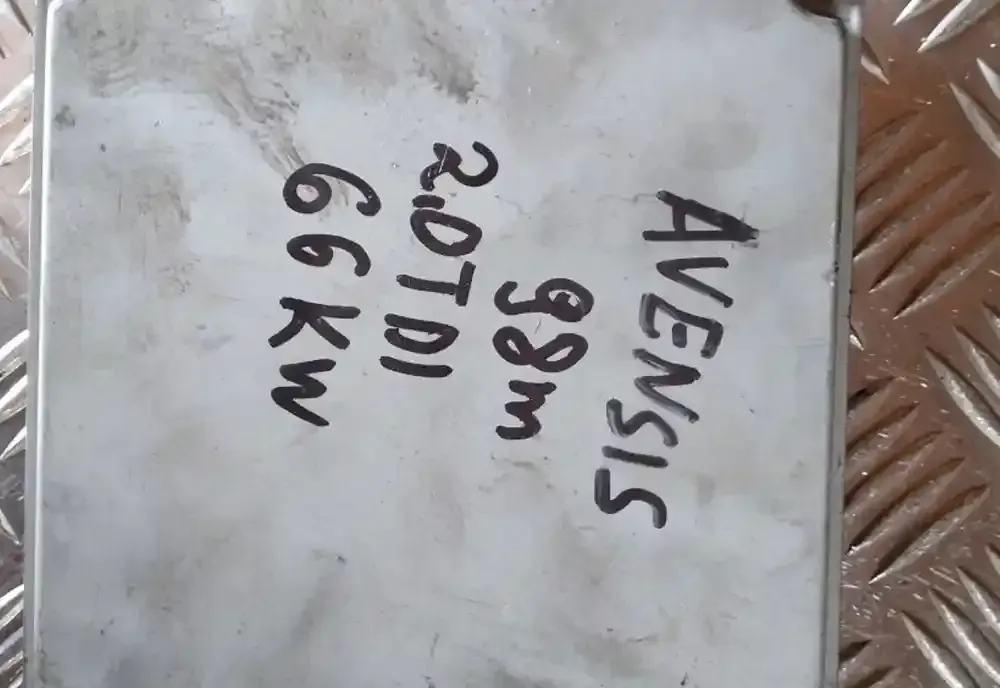 AVENSIS
98m
2.0TDI
66KW